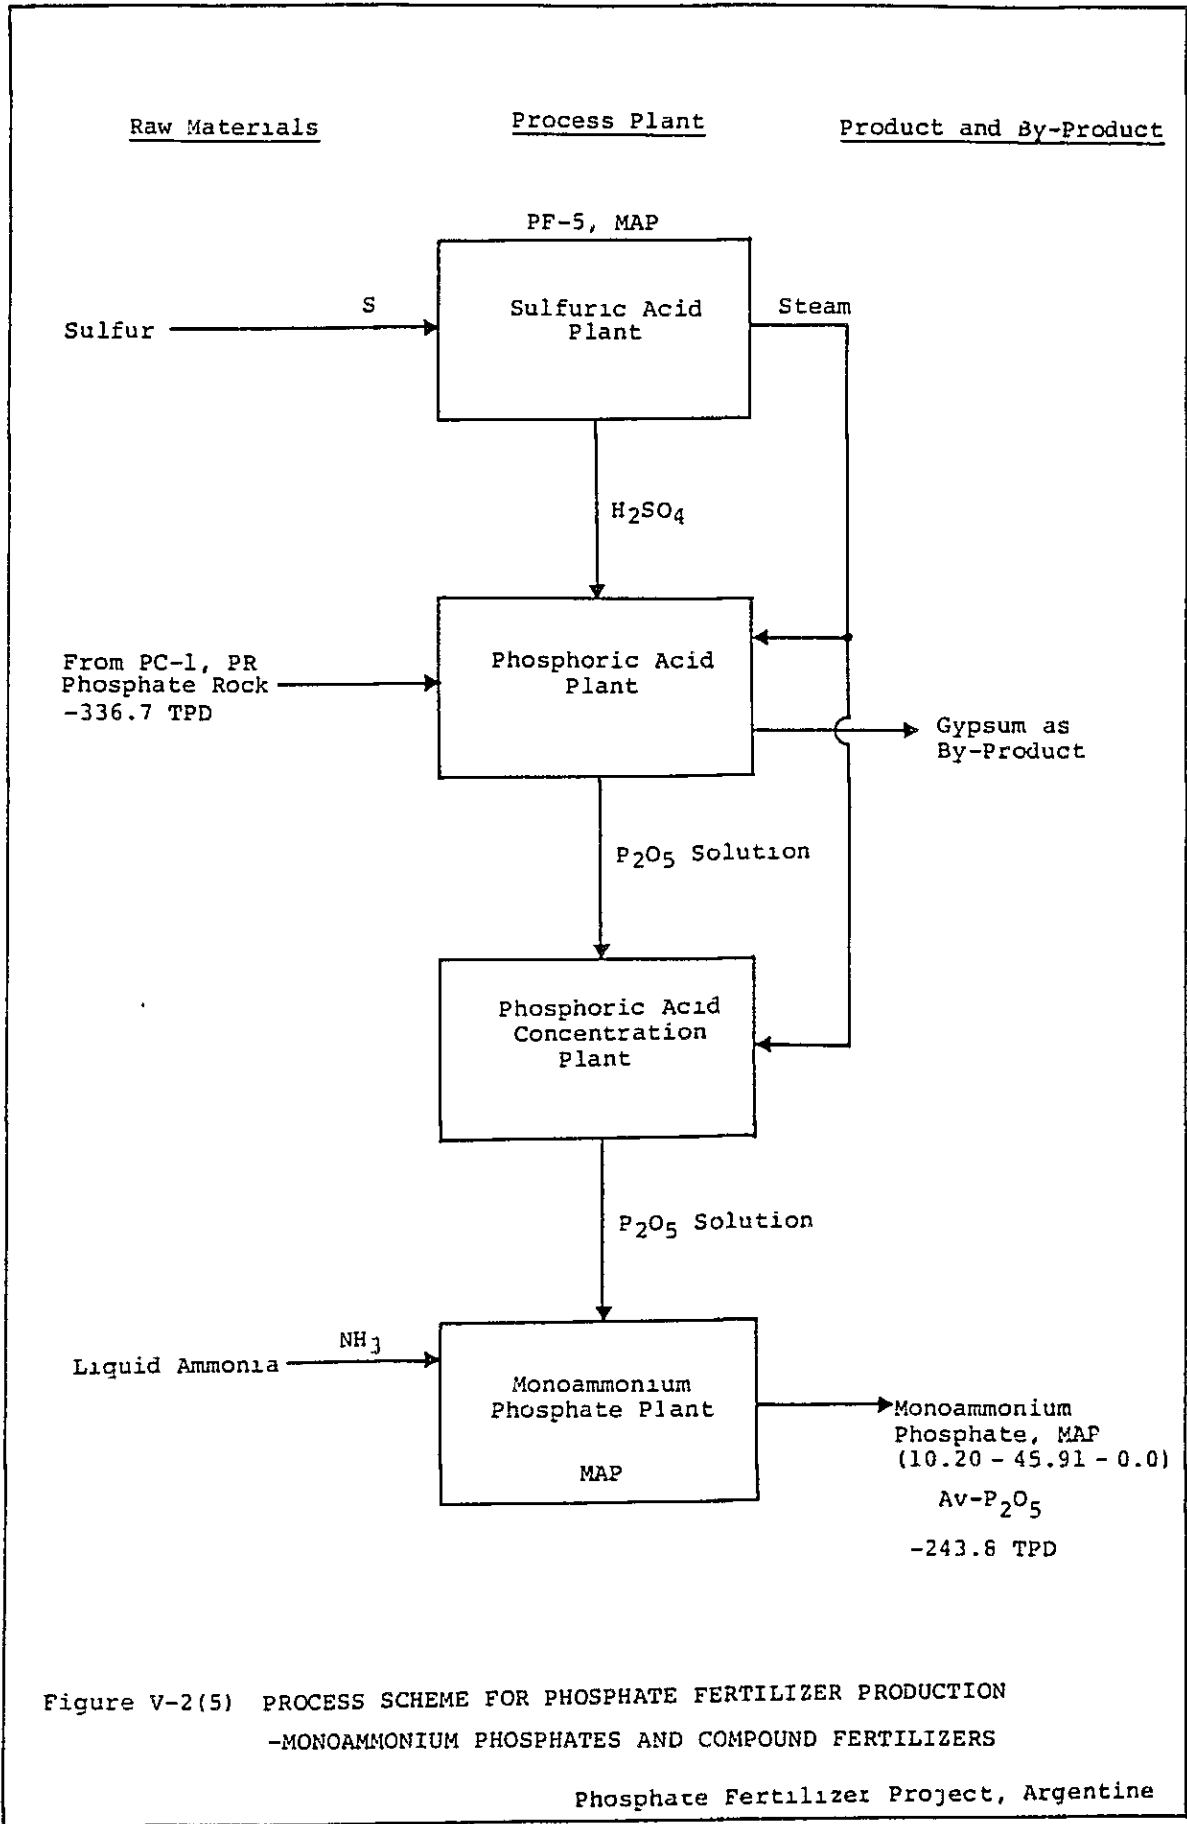 Raw Materials
Process Plant
Product and By-Product
PF-5, MAP
Sulfur
S
Sulfuric Acid
Plant
Steam
H₂SO₄
From PC-1, PR
Phosphate Rock
-336.7 TPD
Phosphoric Acid
Plant
Gypsum as
By-Product
P₂O₅ Solution
Phosphoric Acid
Concentration
Plant
P₂O₅ Solution
Liquid Ammonia
NH₃
Monoammonium
Phosphate Plant
MAP
Monoammonium
Phosphate, MAP
(10.20 - 45.91 - 0.0)
Av-P₂O₅
-243.8 TPD
Figure V-2(5) PROCESS SCHEME FOR PHOSPHATE FERTILIZER PRODUCTION
-MONOAMMONIUM PHOSPHATES AND COMPOUND FERTILIZERS
Phosphate Fertilizer Project, Argentine